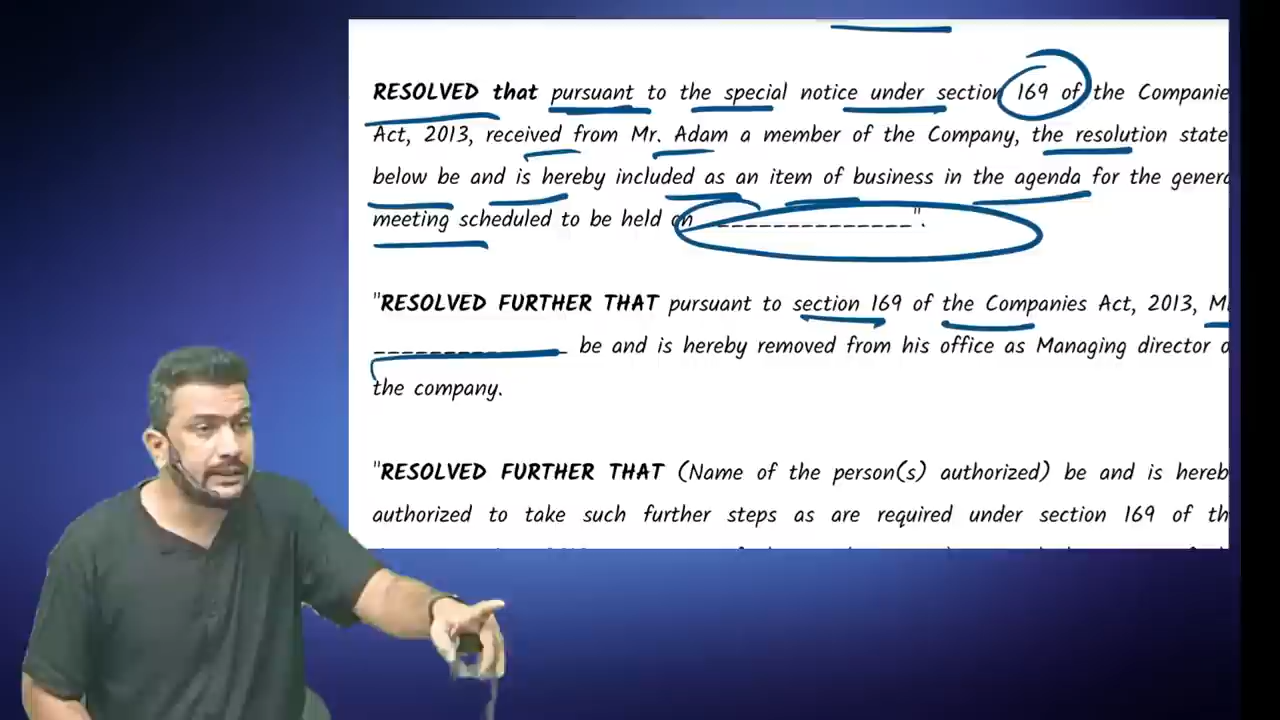 RESOLVED that pursuant to the special notice under section 169 of the Companie
Act, 2013, received from Mr. Adam a member of the Company, the resolution state
below be and is hereby included as an item of business in the agenda for the genera
meeting scheduled to be held on ______________".
"RESOLVED FURTHER THAT pursuant to section 169 of the Companies Act, 2013, M
______________ be and is hereby removed from his office as Managing director o
the company.
"RESOLVED FURTHER THAT (Name of the person(s) authorized) be and is hereb
authorized to take such further steps as are required under section 169 of th